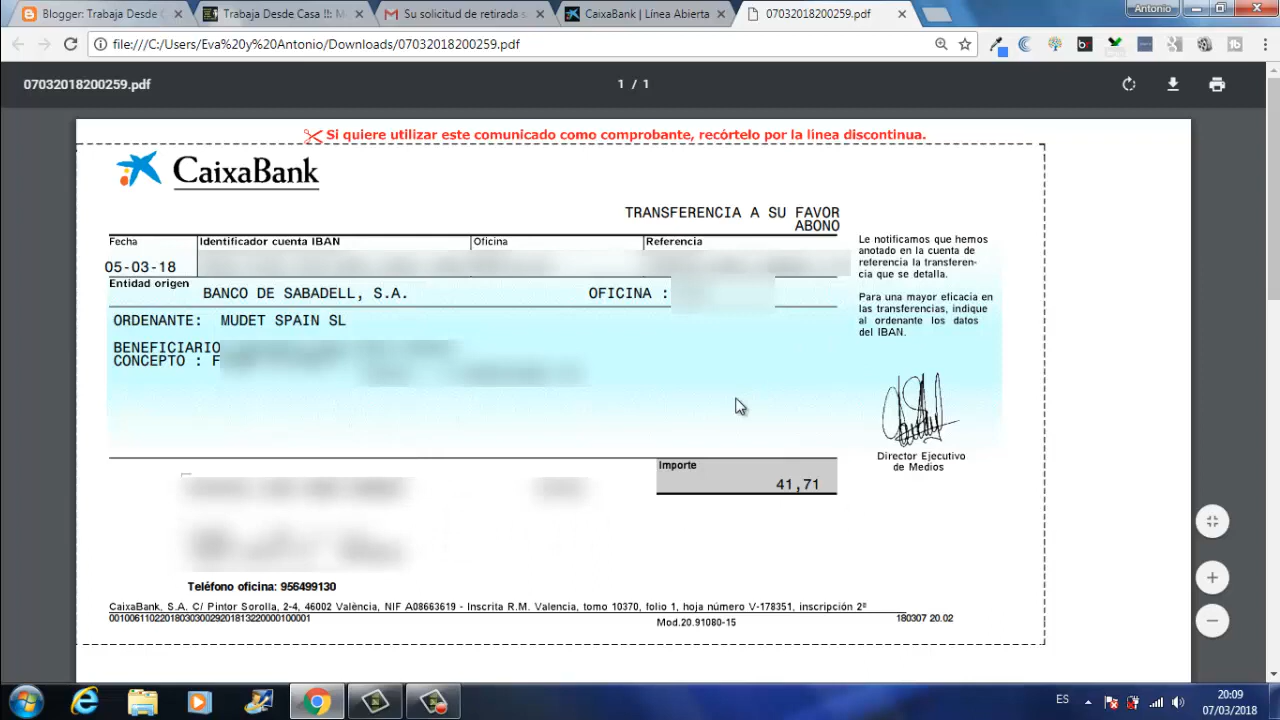 Blogger: Trabaja Desde C
Trabaja Desde Casa !!: M
Su solicitud de retirada s
CaixaBank | Línea Abierta
07032018200259.pdf
Antonio
file:///C:/Users/Eva%20y%20Antonio/Downloads/07032018200259.pdf
07032018200259.pdf
1 / 1
Si quiere utilizar este comunicado como comprobante, recórtelo por la línea discontinua.
CaixaBank
TRANSFERENCIA A SU FAVOR
ABONO
Fecha
Identificador cuenta IBAN
Oficina
Referencia
05-03-18
Entidad origen
BANCO DE SABADELL, S.A.
OFICINA :
ORDENANTE: MUDET SPAIN SL
BENEFICIARIO
CONCEPTO : F
Le notificamos que hemos
anotado en la cuenta de
referencia la transferen-
cia que se detalla.
Para una mayor eficacia en
las transferencias, indique
al ordenante los datos
del IBAN.
Director Ejecutivo
de Medios
Importe
41,71
Teléfono oficina: 956499130
CaixaBank, S.A. C/ Pintor Sorolla, 2-4, 46002 València, NIF A08663619 - Inscrita R.M. Valencia, tomo 10370, folio 1, hoja número V-178351, inscripción 2ª
00100611022018030300292018132200001​00001
Mod.20.91080-15
180307 20.02
ES
20:09
07/03/2018